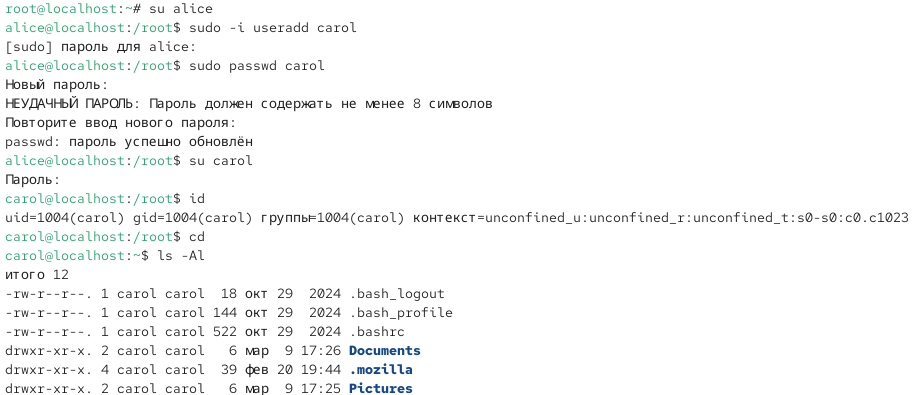 root@localhost:~# su alice
alice@localhost:/root$ sudo -i useradd carol
[sudo] пароль для alice:
alice@localhost:/root$ sudo passwd carol
Новый пароль:
НЕУДАЧНЫЙ ПАРОЛЬ: Пароль должен содержать не менее 8 символов
Повторите ввод нового пароля:
passwd: пароль успешно обновлён
alice@localhost:/root$ su carol
Пароль:
carol@localhost:/root$ id
uid=1004(carol) gid=1004(carol) группы=1004(carol) контекст=unconfined_u:unconfined_r:unconfined_t:s0-s0:c0.c1023
carol@localhost:/root$ cd
carol@localhost:~$ ls -Al
итого 12
-rw-r--r--. 1 carol carol  18 окт 29  2024 .bash_logout
-rw-r--r--. 1 carol carol 144 окт 29  2024 .bash_profile
-rw-r--r--. 1 carol carol 522 окт 29  2024 .bashrc
drwxr-xr-x. 2 carol carol   6 мар  9 17:26 Documents
drwxr-xr-x. 4 carol carol  39 фев 20 19:44 .mozilla
drwxr-xr-x. 2 carol carol   6 мар  9 17:25 Pictures